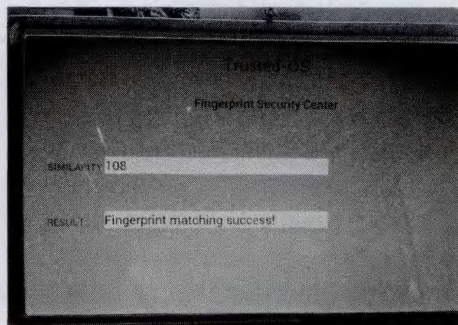 Trusted-OS
Fingerprint Security Center
SIMILARITY 108
RESULT: Fingerprint matching success!